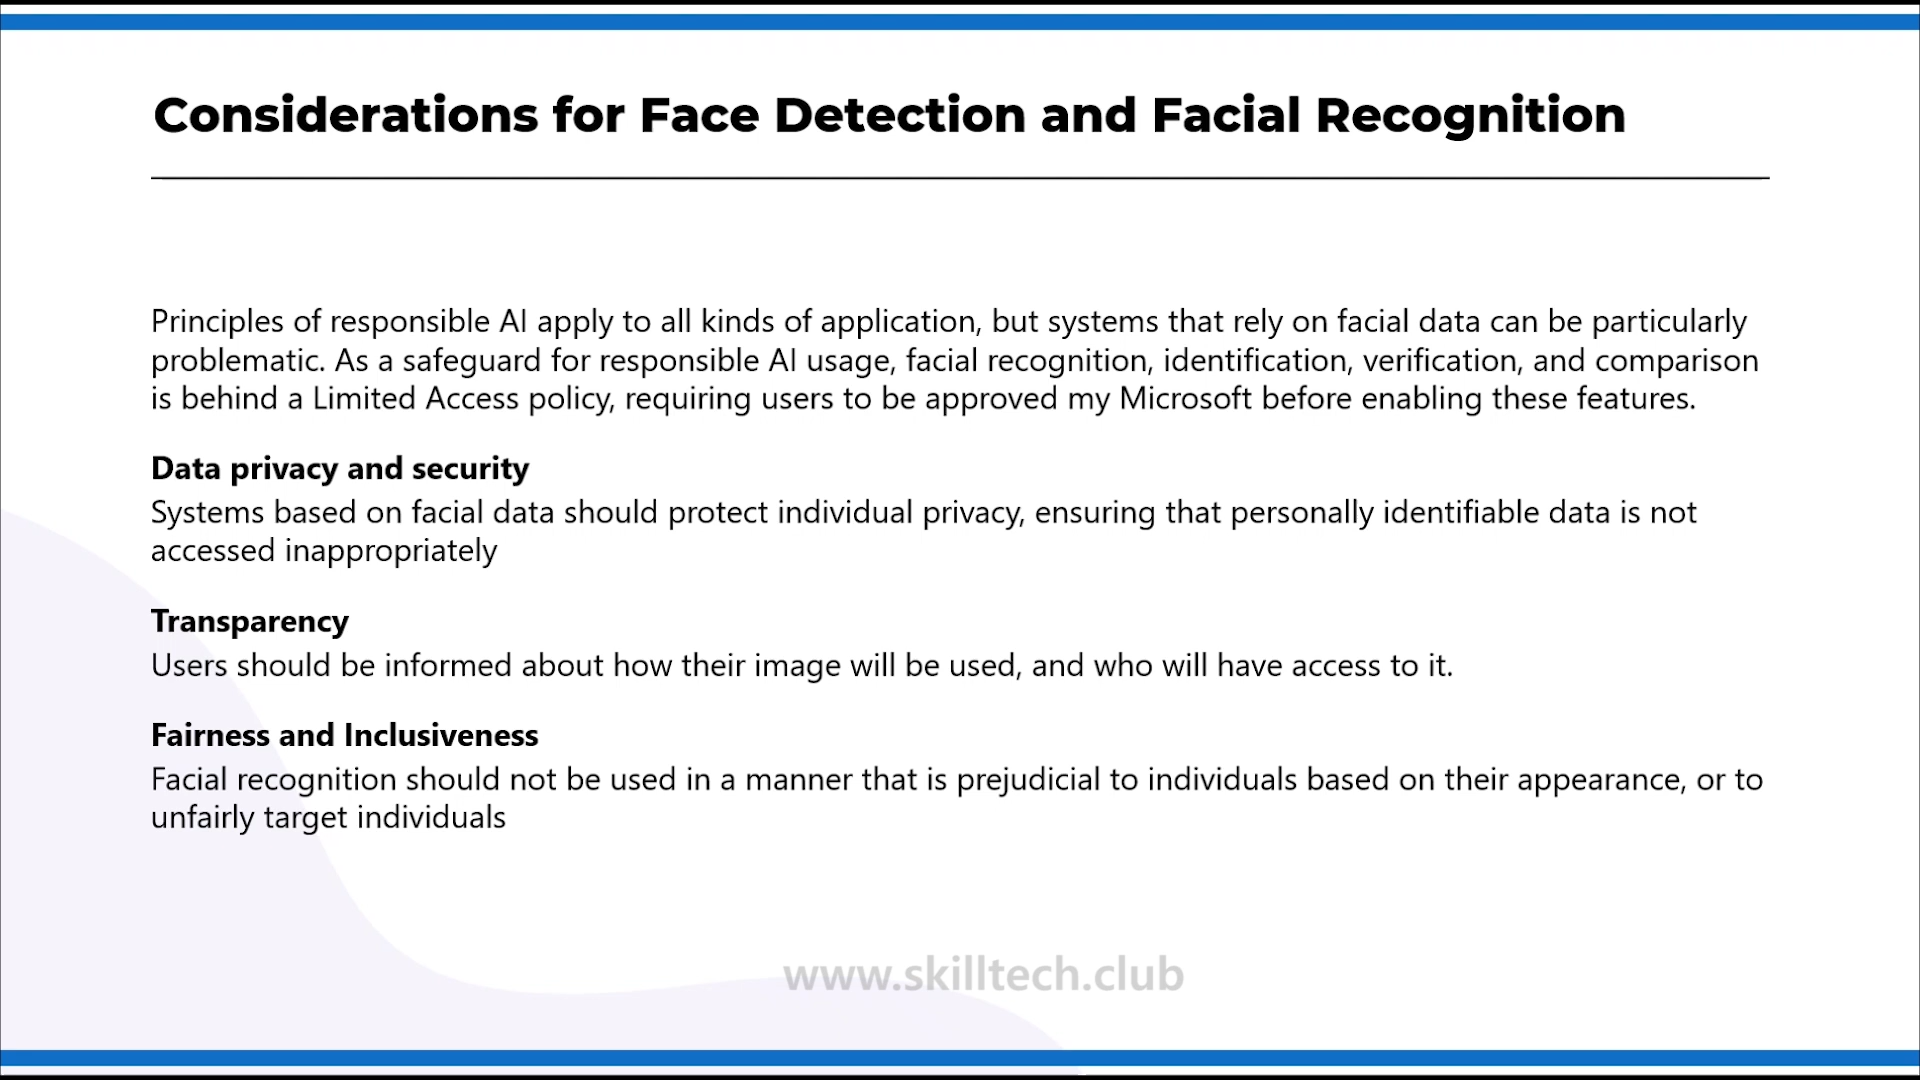 Considerations for Face Detection and Facial Recognition
Principles of responsible AI apply to all kinds of application, but systems that rely on facial data can be particularly
problematic. As a safeguard for responsible AI usage, facial recognition, identification, verification, and comparison
is behind a Limited Access policy, requiring users to be approved my Microsoft before enabling these features.
Data privacy and security
Systems based on facial data should protect individual privacy, ensuring that personally identifiable data is not
accessed inappropriately
Transparency
Users should be informed about how their image will be used, and who will have access to it.
Fairness and Inclusiveness
Facial recognition should not be used in a manner that is prejudicial to individuals based on their appearance, or to
unfairly target individuals
www.skilltech.club